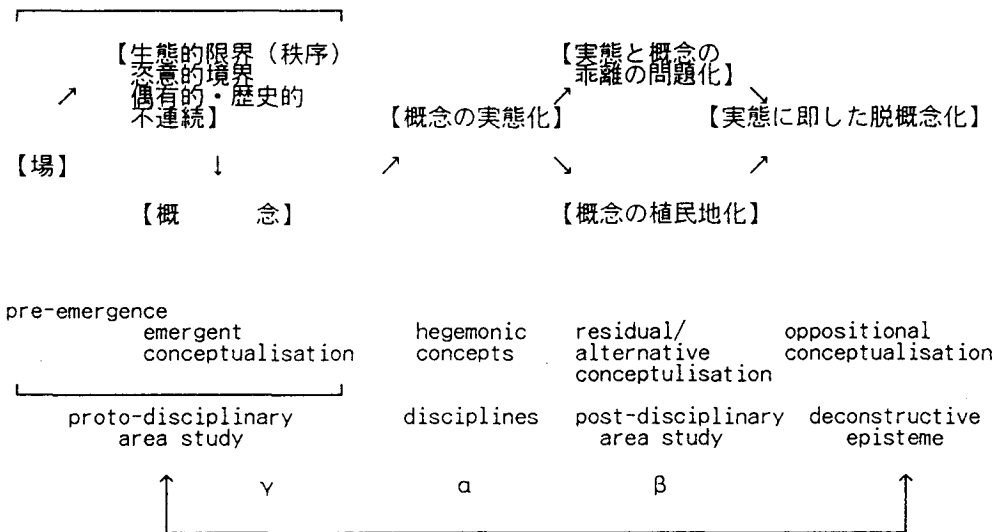 【生態的限界(秩序)
恣意的境界
偶有的・歴史的
不連続】
【実態と概念の
乖離の問題化】
↗ ↗ ↘
【概念の実態化】 【実態に即した脱概念化】
【場】 ↓ ↗ ↘ ↗
【概 念】 【概念の植民地化】
pre-emergence
emergent
conceptualisation
hegemonic
concepts
residual/
alternative
conceptulisation
oppositional
conceptualisation
proto-disciplinary
area study
disciplines
post-disciplinary
area study
deconstructive
episteme
γ α β